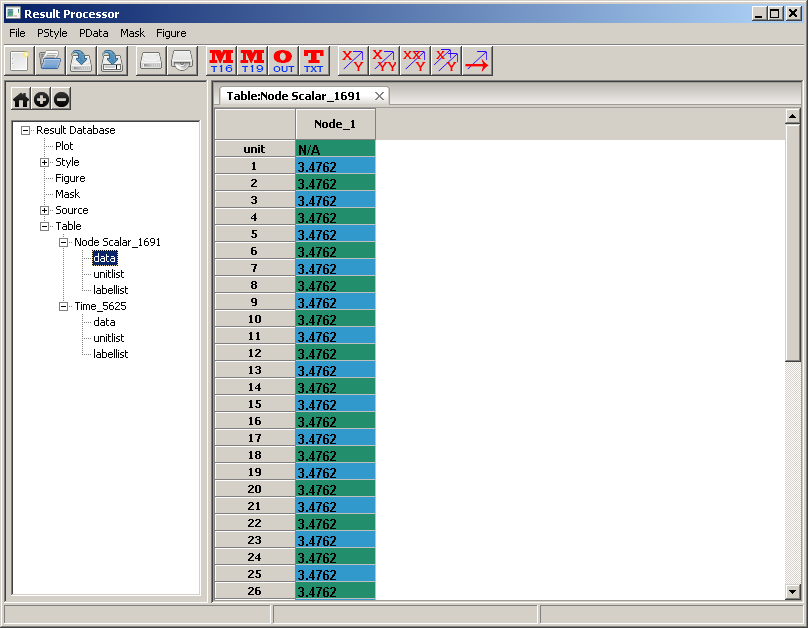 Result Processor
File PStyle PData Mask Figure
M T16 M T19 O OUT T TXT X Y X YY XX Y X ? Y
Table:Node Scalar_1691
Result Database
Plot
Style
Figure
Mask
Source
Table
Node Scalar_1691
data
unitlist
labellist
Time_5625
data
unitlist
labellist
Node_1
unit N/A
1 3.4762
2 3.4762
3 3.4762
4 3.4762
5 3.4762
6 3.4762
7 3.4762
8 3.4762
9 3.4762
10 3.4762
11 3.4762
12 3.4762
13 3.4762
14 3.4762
15 3.4762
16 3.4762
17 3.4762
18 3.4762
19 3.4762
20 3.4762
21 3.4762
22 3.4762
23 3.4762
24 3.4762
25 3.4762
26 3.4762